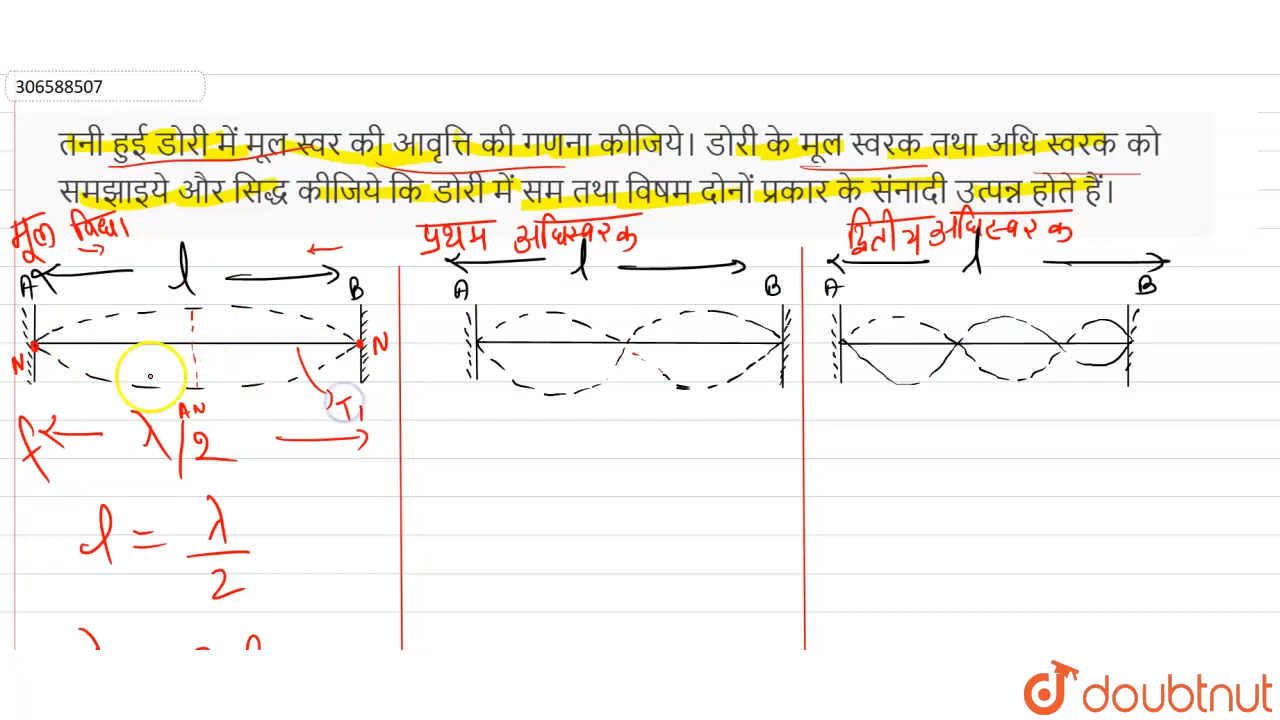 306588507
तनी हुई डोरी में मूल स्वर की आवृत्ति की गणना कीजिये। डोरी के मूल स्वरक तथा अधि स्वरक को
समझाइये और सिद्ध कीजिये कि डोरी में सम तथा विषम दोनों प्रकार के संनादी उत्पन्न होते हैं।
मूल विधा।
A l B
N N
T1
AN
λ/2
l = λ/2
प्रथम अधिस्वरक
l
A B
द्वितीय अधिस्वरक
l
A B
doubtnut